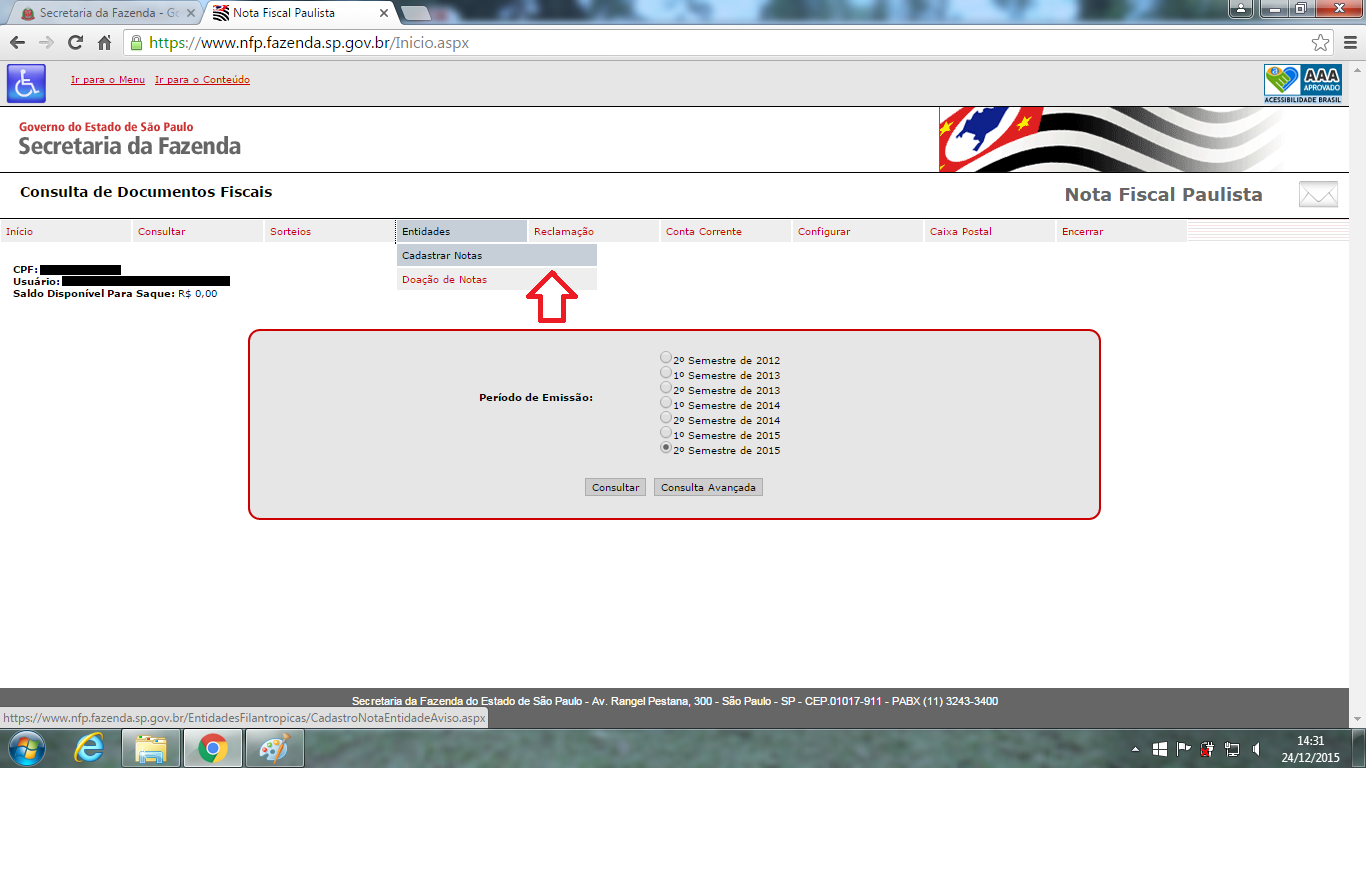 Secretaria da Fazenda - Go
Nota Fiscal Paulista
https://www.nfp.fazenda.sp.gov.br/Inicio.aspx
Ir para o Menu Ir para o Conteúdo
AAA
APROVADO
ACESSIBILIDADE BRASIL
Governo do Estado de São Paulo
Secretaria da Fazenda
Consulta de Documentos Fiscais
Nota Fiscal Paulista
Início Consultar Sorteios Entidades Reclamação Conta Corrente Configurar Caixa Postal Encerrar
Cadastrar Notas
Doação de Notas
CPF:
Usuário:
Saldo Disponível Para Saque: R$ 0,00
Período de Emissão:
2º Semestre de 2012
1º Semestre de 2013
2º Semestre de 2013
1º Semestre de 2014
2º Semestre de 2014
1º Semestre de 2015
2º Semestre de 2015
Consultar Consulta Avançada
Secretaria da Fazenda do Estado de São Paulo - Av. Rangel Pestana, 300 - São Paulo - SP - CEP.01017-911 - PABX (11) 3243-3400
https://www.nfp.fazenda.sp.gov.br/EntidadesFilantropicas/CadastroNotaEntidadeAviso.aspx
14:31
24/12/2015